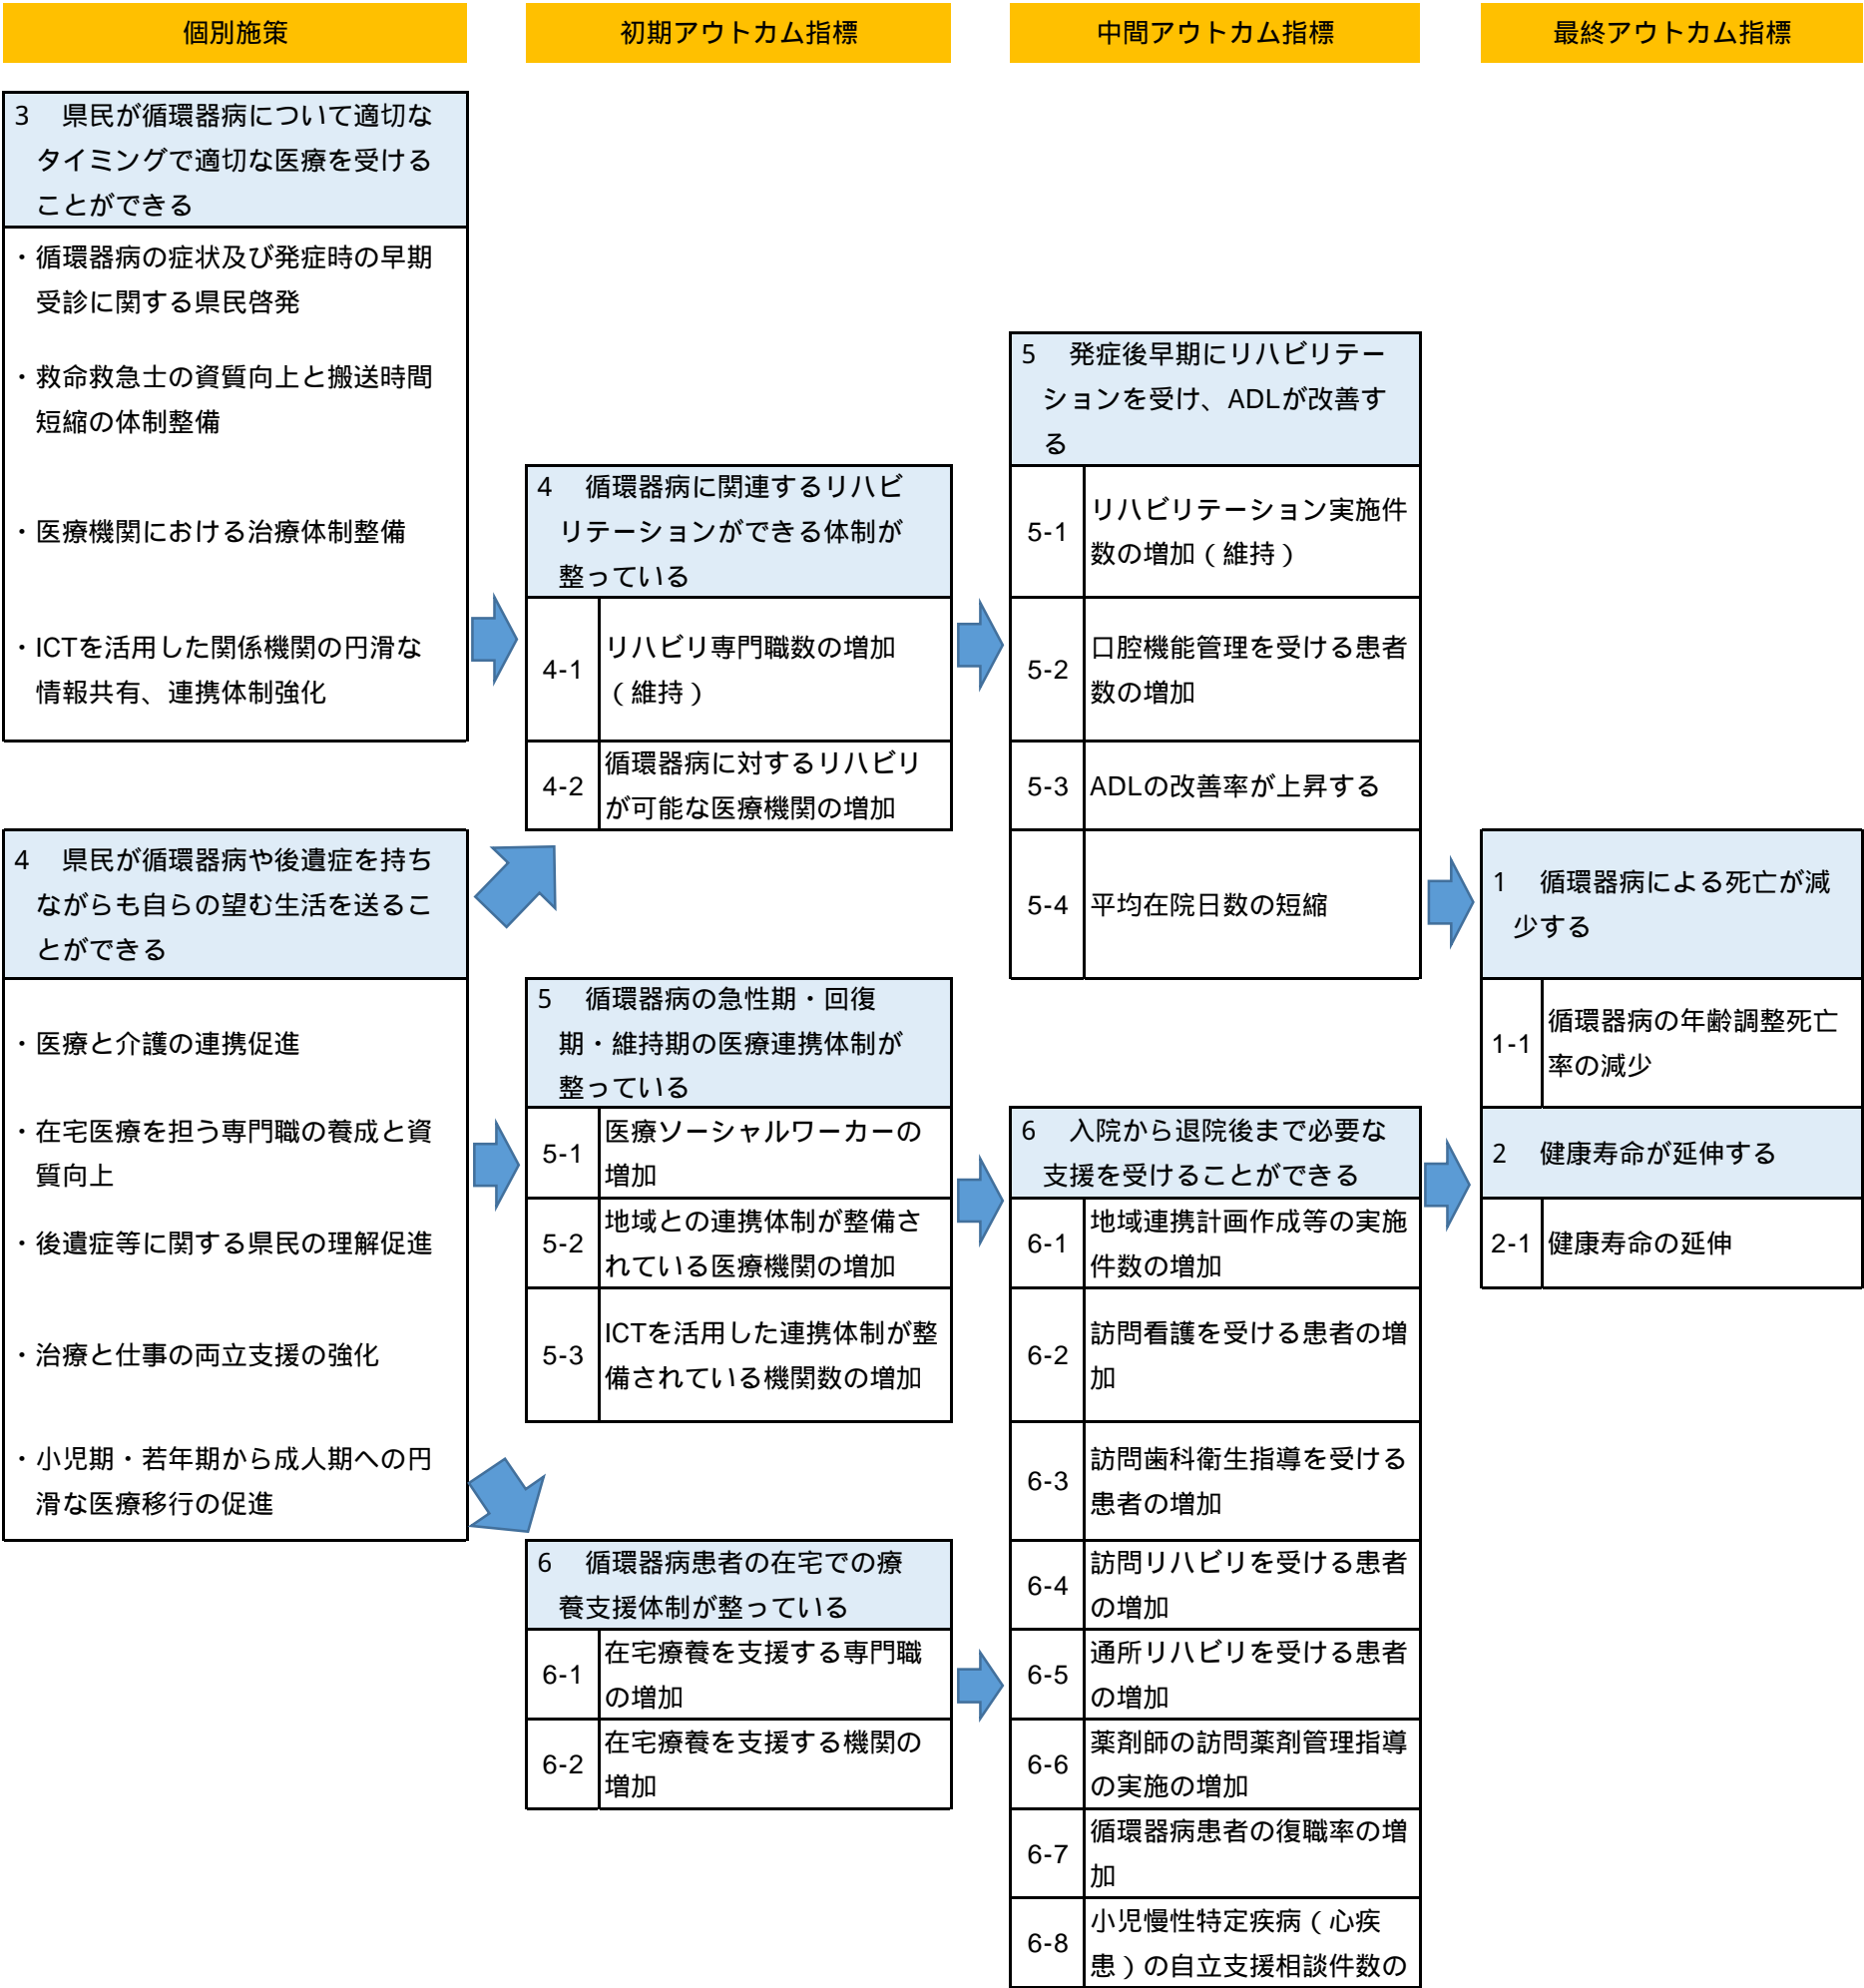 個別施策
初期アウトカム指標
中間アウトカム指標
最終アウトカム指標
3 県民が循環器病について適切な
タイミングで適切な医療を受ける
ことができる
・循環器病の症状及び発症時の早期
受診に関する県民啓発
・救命救急士の資質向上と搬送時間
短縮の体制整備
・医療機関における治療体制整備
・ICTを活用した関係機関の円滑な
情報共有、連携体制強化
4 県民が循環器病や後遺症を持ち
ながらも自らの望む生活を送るこ
とができる
・医療と介護の連携促進
・在宅医療を担う専門職の養成と資
質向上
・後遺症等に関する県民の理解促進
・治療と仕事の両立支援の強化
・小児期・若年期から成人期への円
滑な医療移行の促進
4 循環器病に関連するリハビ
リテーションができる体制が
整っている
4-1 リハビリ専門職数の増加
（維持）
4-2 循環器病に対するリハビリ
が可能な医療機関の増加
5 循環器病の急性期・回復
期・維持期の医療連携体制が
整っている
5-1 医療ソーシャルワーカーの
増加
5-2 地域との連携体制が整備さ
れている医療機関の増加
5-3 ICTを活用した連携体制が整
備されている機関数の増加
6 循環器病患者の在宅での療
養支援体制が整っている
6-1 在宅療養を支援する専門職
の増加
6-2 在宅療養を支援する機関の
増加
5 発症後早期にリハビリテー
ションを受け、ADLが改善す
る
5-1 リハビリテーション実施件
数の増加（維持）
5-2 口腔機能管理を受ける患者
数の増加
5-3 ADLの改善率が上昇する
5-4 平均在院日数の短縮
6 入院から退院後まで必要な
支援を受けることができる
6-1 地域連携計画作成等の実施
件数の増加
6-2 訪問看護を受ける患者の増
加
6-3 訪問歯科衛生指導を受ける
患者の増加
6-4 訪問リハビリを受ける患者
の増加
6-5 通所リハビリを受ける患者
の増加
6-6 薬剤師の訪問薬剤管理指導
の実施の増加
6-7 循環器病患者の復職率の増
加
6-8 小児慢性特定疾病（心疾
患）の自立支援相談件数の
1 循環器病による死亡が減
少する
1-1 循環器病の年齢調整死亡
率の減少
2 健康寿命が延伸する
2-1 健康寿命の延伸